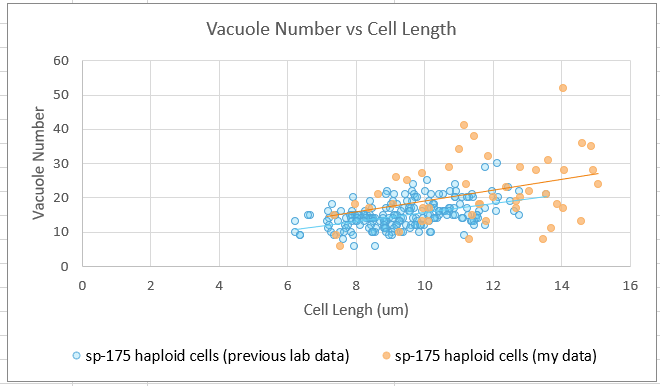 Vacuole Number vs Cell Length
60
50
40
30
20
10
0
Vacuole Number
0 2 4 6 8 10 12 14 16
Cell Lengh (um)
sp-175 haploid cells (previous lab data) sp-175 haploid cells (my data)